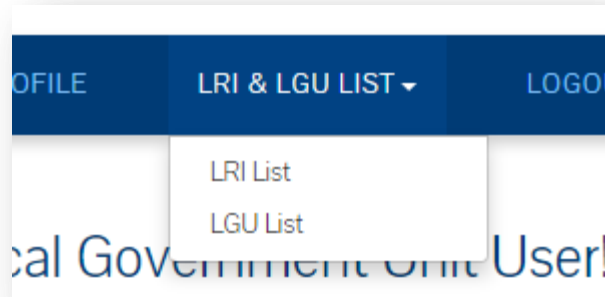 OFILE LRI & LGU LIST LOGO
LRI List
LGU List
cal Government Unit User!